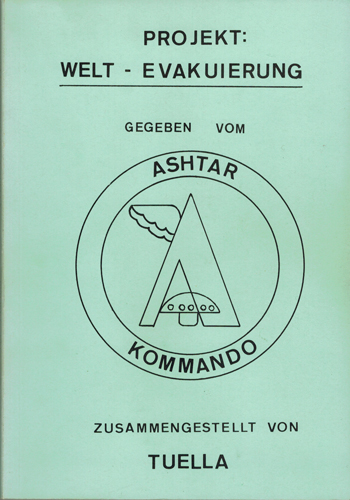 PROJEKT:
WELT - EVAKUIERUNG
GEGEBEN VOM
ASHTAR
KOMMANDO
ZUSAMMENGESTELLT VON
TUELLA